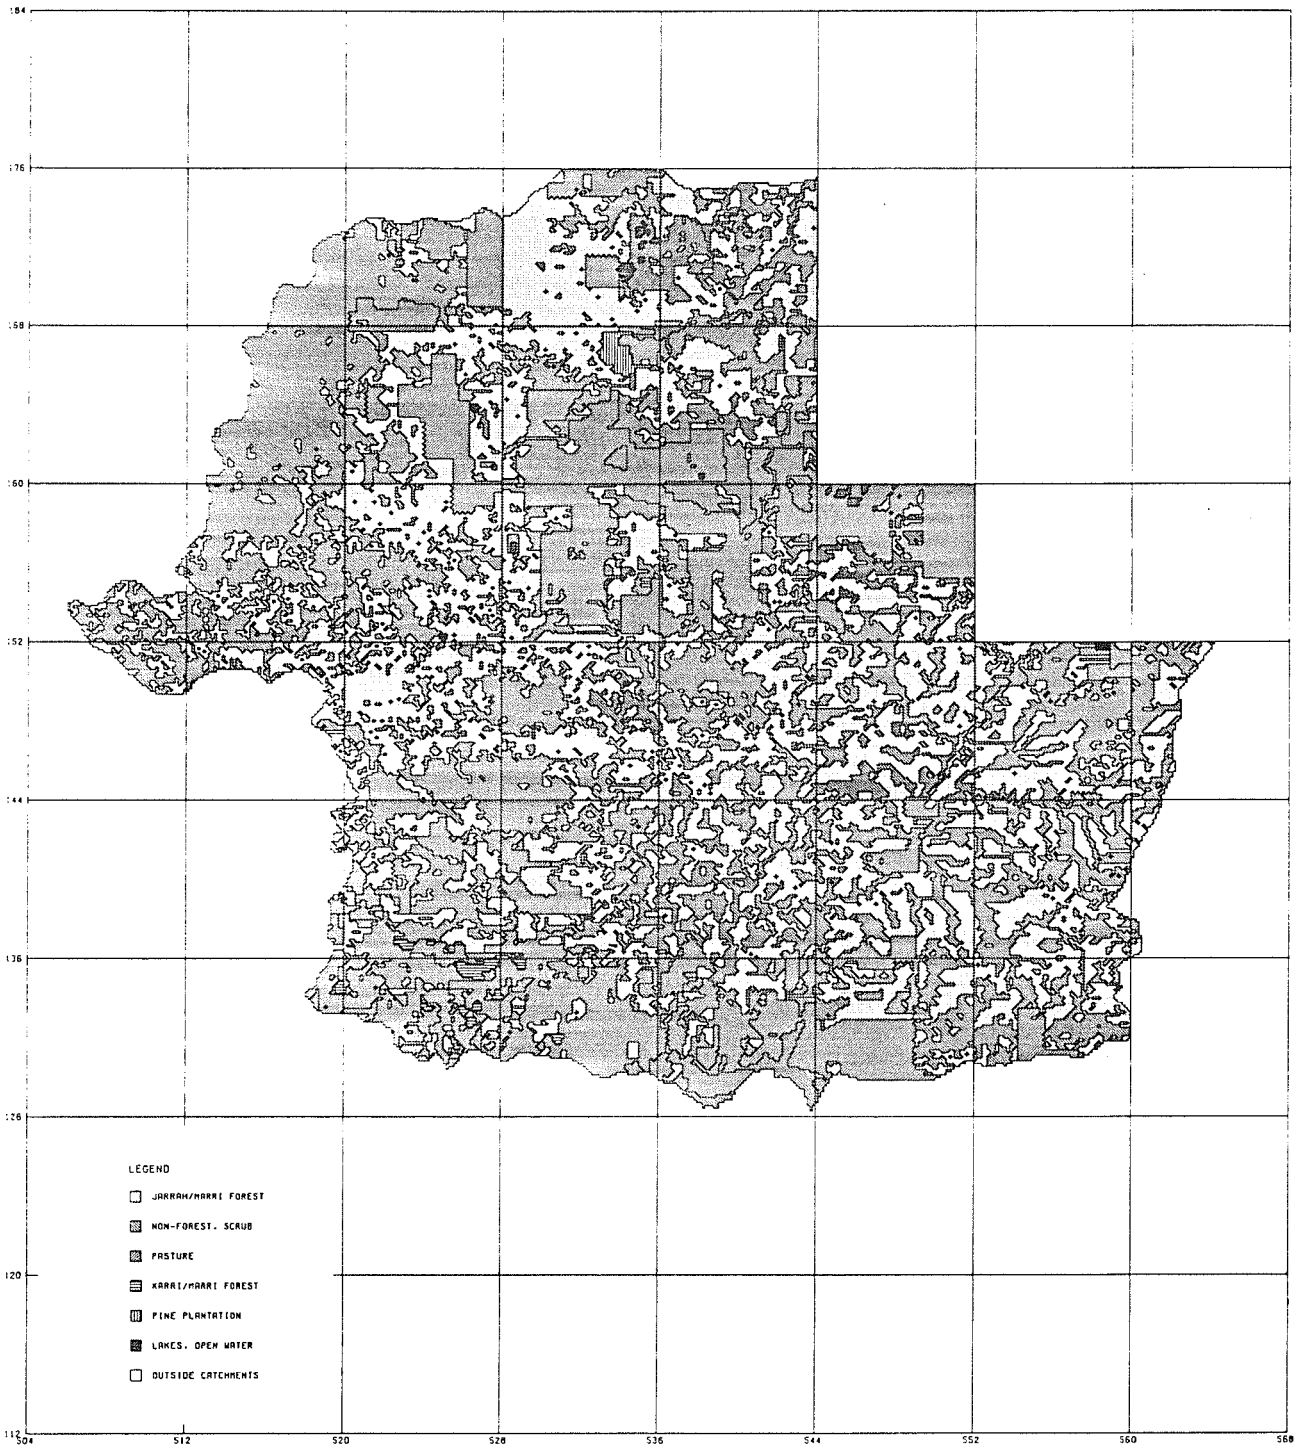 184
176
168
160
152
144
136
126
120
112
LEGEND
JARRAH/MARRI FOREST
NON-FOREST. SCRUB
PASTURE
KARRI/MARRI FOREST
PINE PLANTATION
LAKES. OPEN WATER
OUTSIDE CATCHMENTS
504 512 520 528 536 544 552 560 568